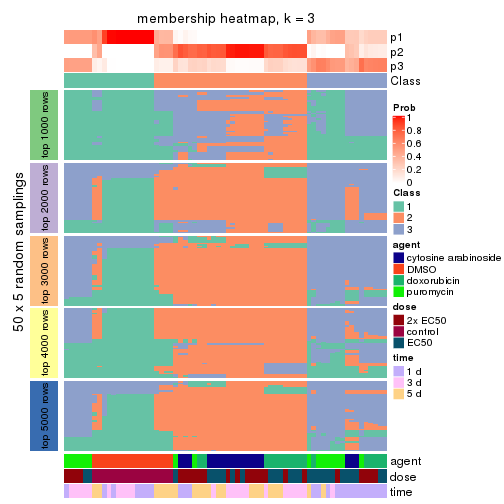 membership heatmap, k = 3
p1
p2
p3
Class
50 x 5 random samplings
top 1000 rows
top 2000 rows
top 3000 rows
top 4000 rows
top 5000 rows
agent
dose
time
Prob
1
0.8
0.6
0.4
0.2
0
Class
1
2
3
agent
cytosine arabinoside
DMSO
doxorubicin
puromycin
dose
2x EC50
control
EC50
time
1 d
3 d
5 d